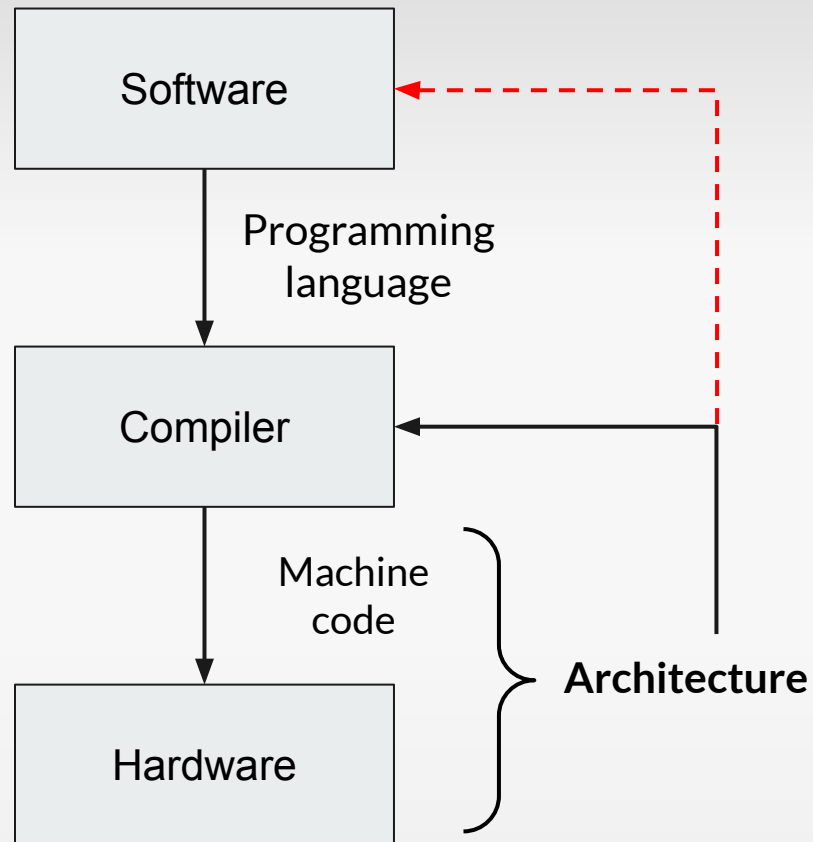 Software
Programming
language
Compiler
Machine
code
Architecture
Hardware